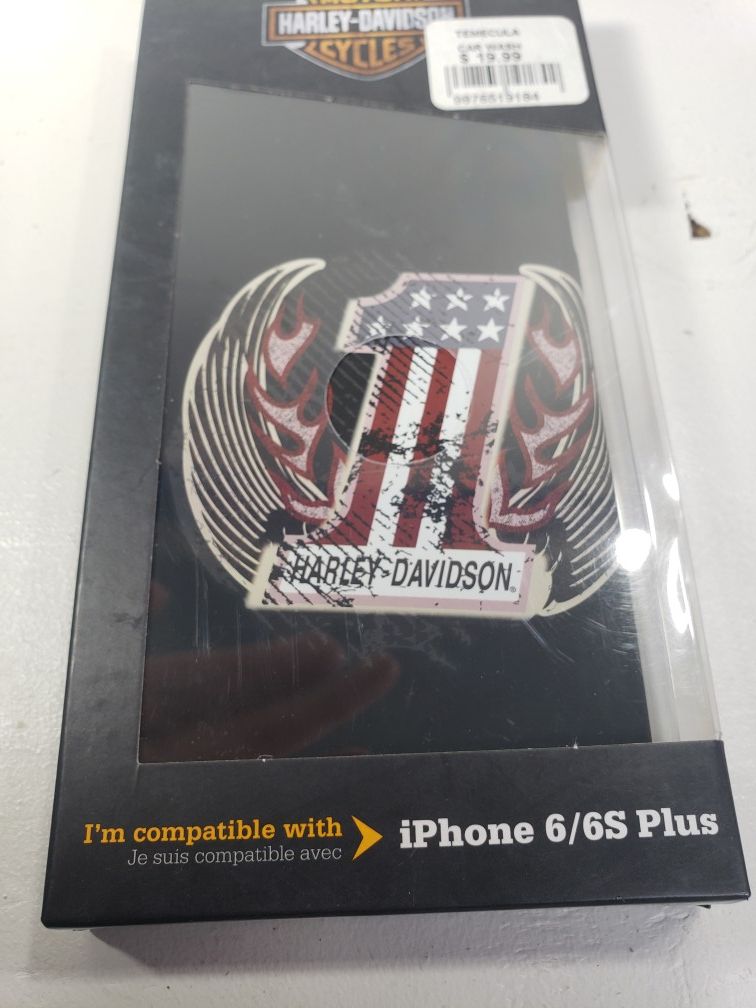 MOTOR
HARLEY-DAVIDSON
CYCLES
TEMECULA
CAR WASH
$ 19.99
HARLEY-DAVIDSON®
I'm compatible with
Je suis compatible avec
iPhone 6/6S Plus